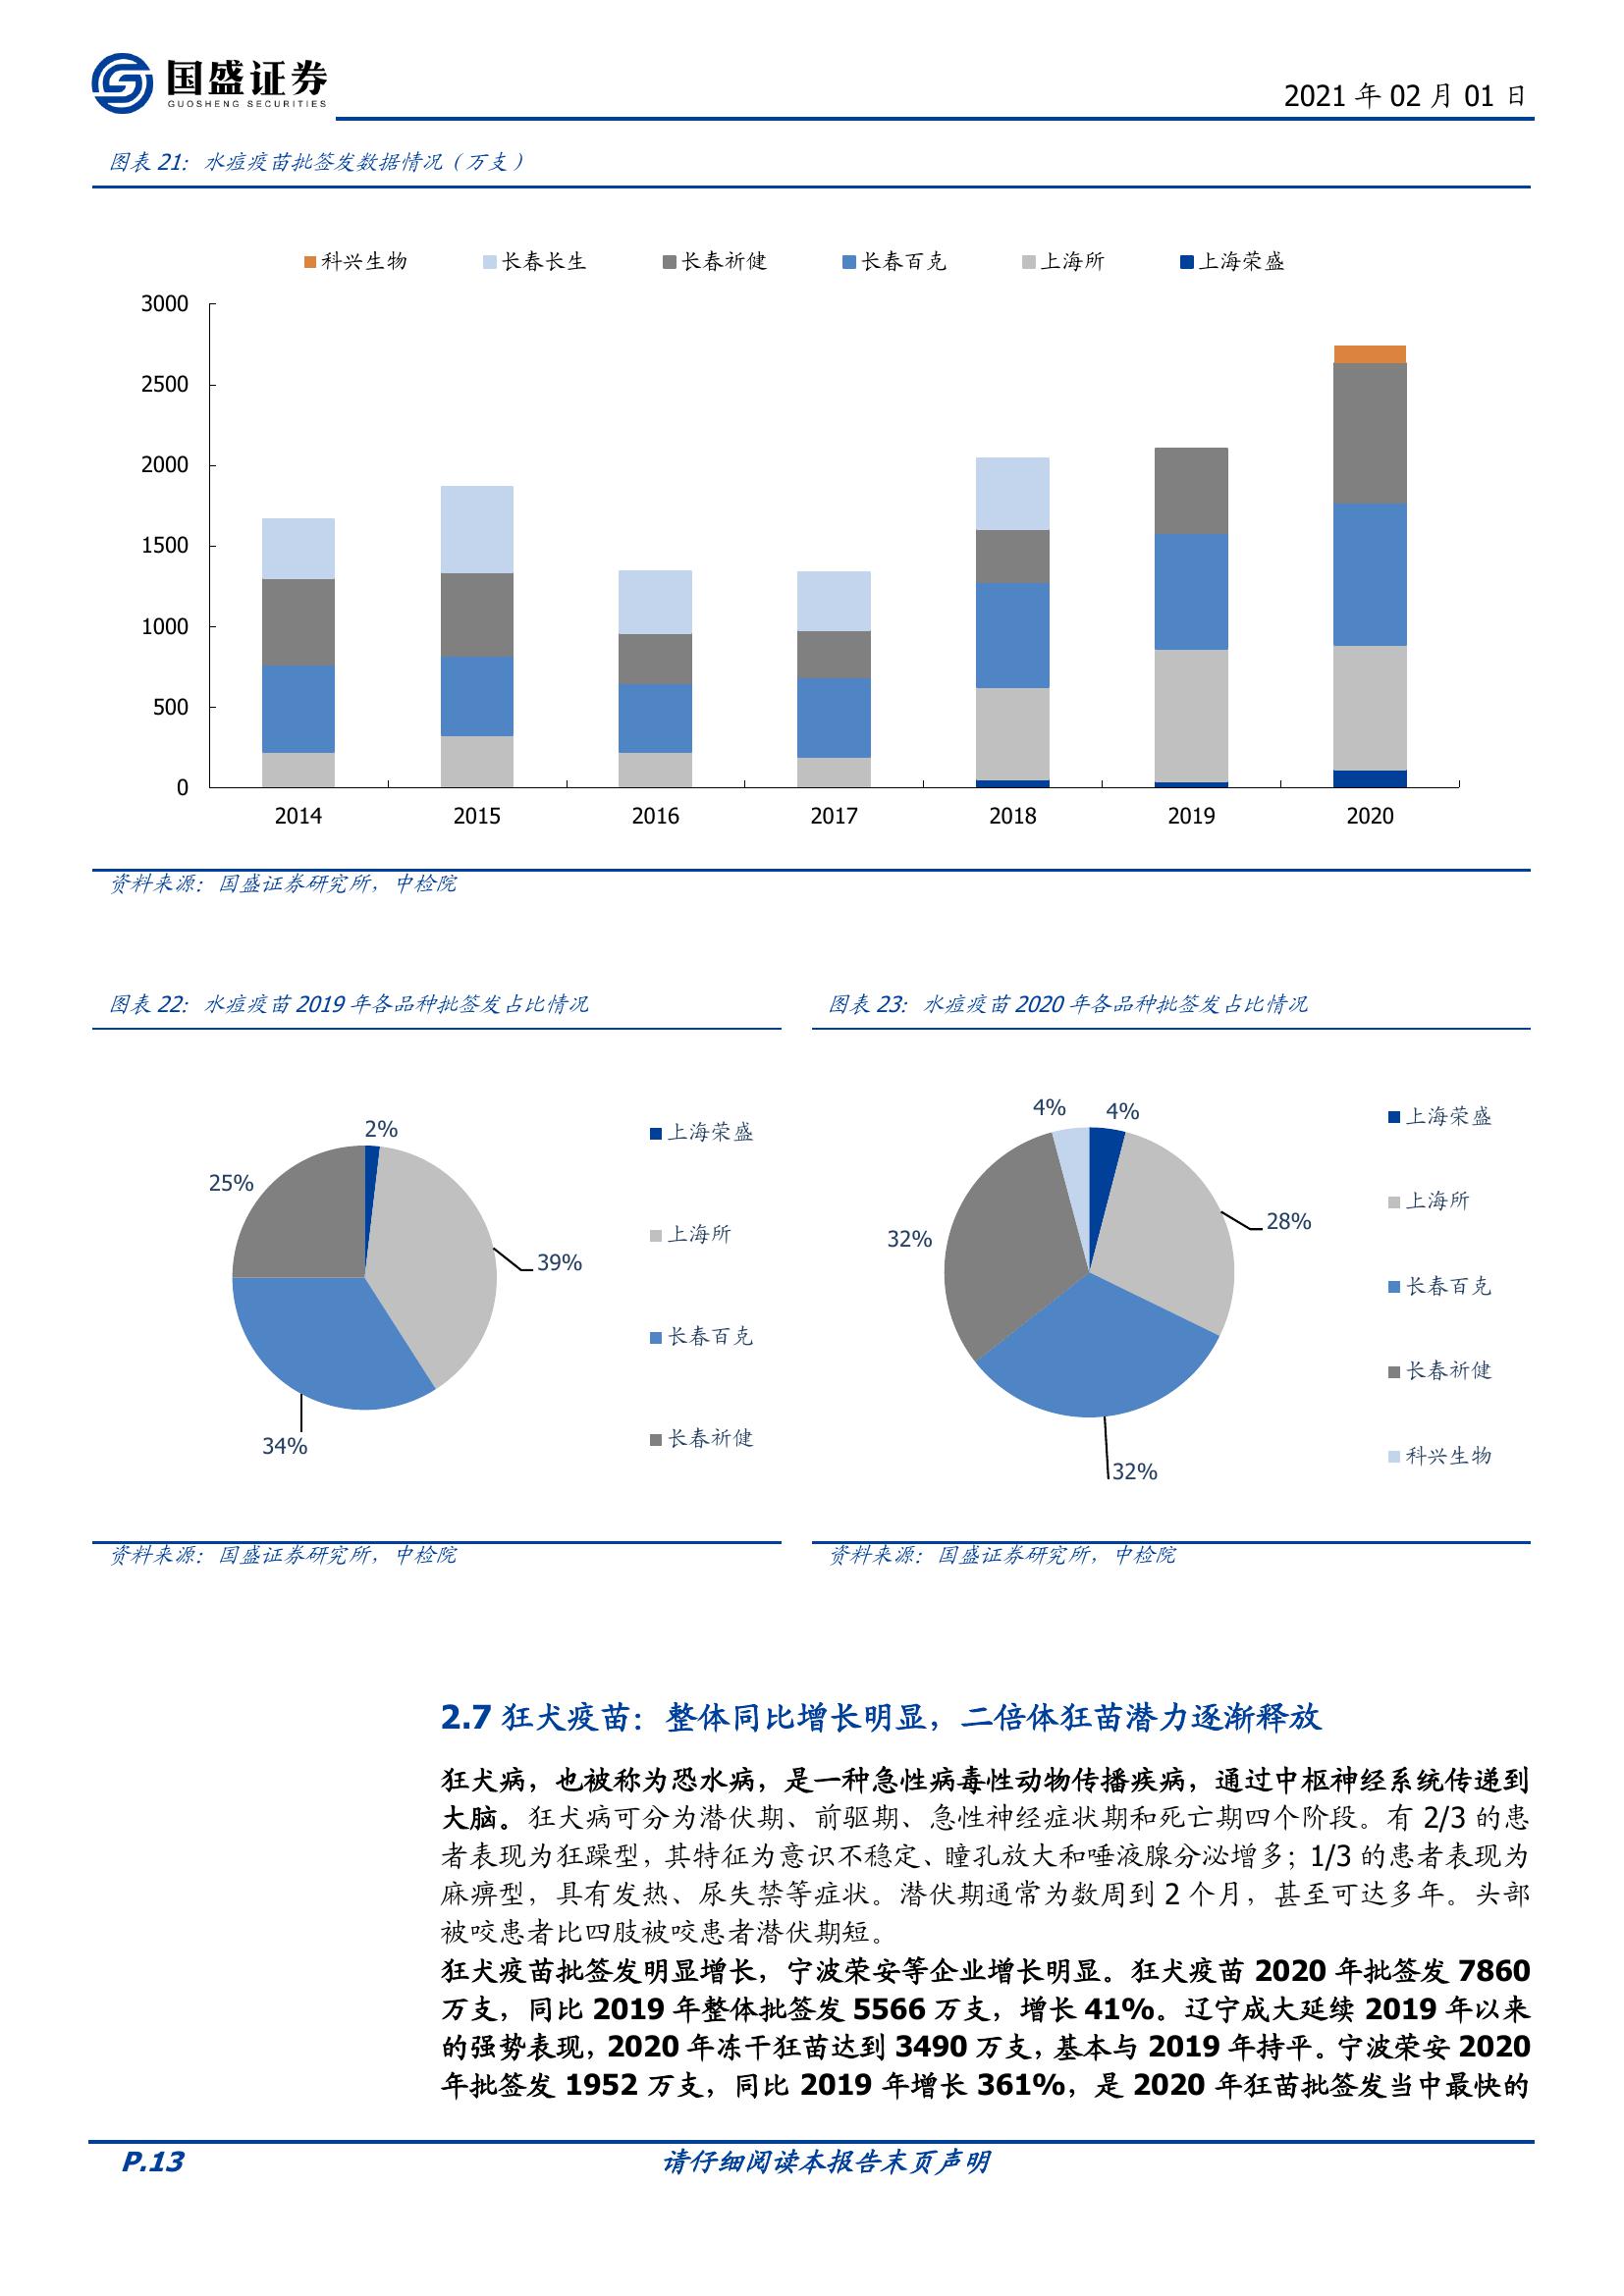 国盛证券
GUOSHENG SECURITIES
2021 年 02 月 01 日
图表 21：水痘疫苗批签发数据情况（万支）
科兴生物 长春长生 长春祈健 长春百克 上海所 上海荣盛
3000
2500
2000
1500
1000
500
0
2014 2015 2016 2017 2018 2019 2020
资料来源：国盛证券研究所，中检院
图表 22：水痘疫苗 2019 年各品种批签发占比情况
2%
25%
39%
34%
上海荣盛
上海所
长春百克
长春祈健
资料来源：国盛证券研究所，中检院
图表 23：水痘疫苗 2020 年各品种批签发占比情况
4% 4%
28%
32%
32%
上海荣盛
上海所
长春百克
长春祈健
科兴生物
资料来源：国盛证券研究所，中检院
2.7 狂犬疫苗：整体同比增长明显，二倍体狂苗潜力逐渐释放
狂犬病，也被称为恐水病，是一种急性病毒性动物传播疾病，通过中枢神经系统传递到
大脑。狂犬病可分为潜伏期、前驱期、急性神经症状期和死亡期四个阶段。有 2/3 的患
者表现为狂躁型，其特征为意识不稳定、瞳孔放大和唾液腺分泌增多；1/3 的患者表现为
麻痹型，具有发热、尿失禁等症状。潜伏期通常为数周到 2 个月，甚至可达多年。头部
被咬患者比四肢被咬患者潜伏期短。
狂犬疫苗批签发明显增长，宁波荣安等企业增长明显。狂犬疫苗 2020 年批签发 7860
万支，同比 2019 年整体批签发 5566 万支，增长 41%。辽宁成大延续 2019 年以来
的强势表现，2020 年冻干狂苗达到 3490 万支，基本与 2019 年持平。宁波荣安 2020
年批签发 1952 万支，同比 2019 年增长 361%，是 2020 年狂苗批签发当中最快的
P.13
请仔细阅读本报告末页声明